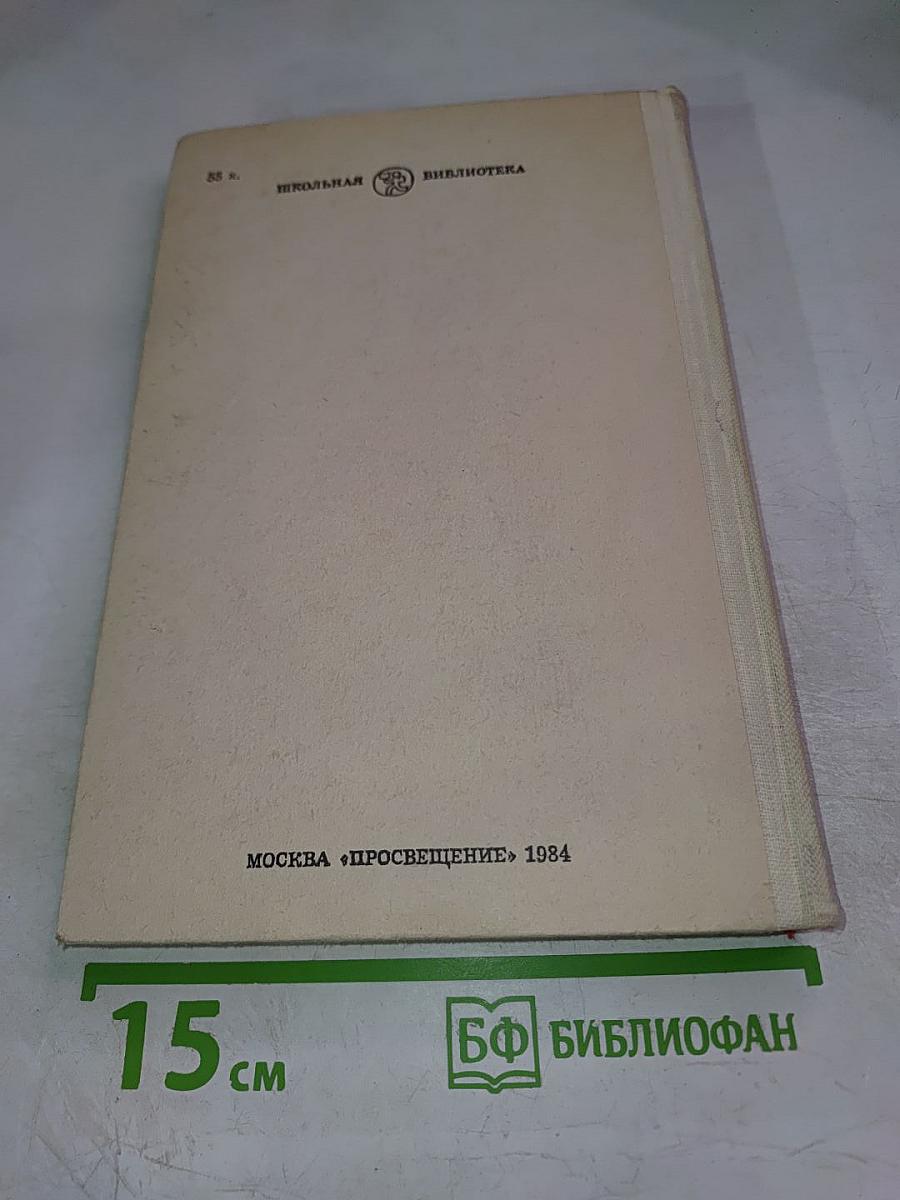 55 к.
ШКОЛЬНАЯ БИБЛИОТЕКА
МОСКВА «ПРОСВЕЩЕНИЕ» 1984
15 см
БФ БИБЛИОФАН